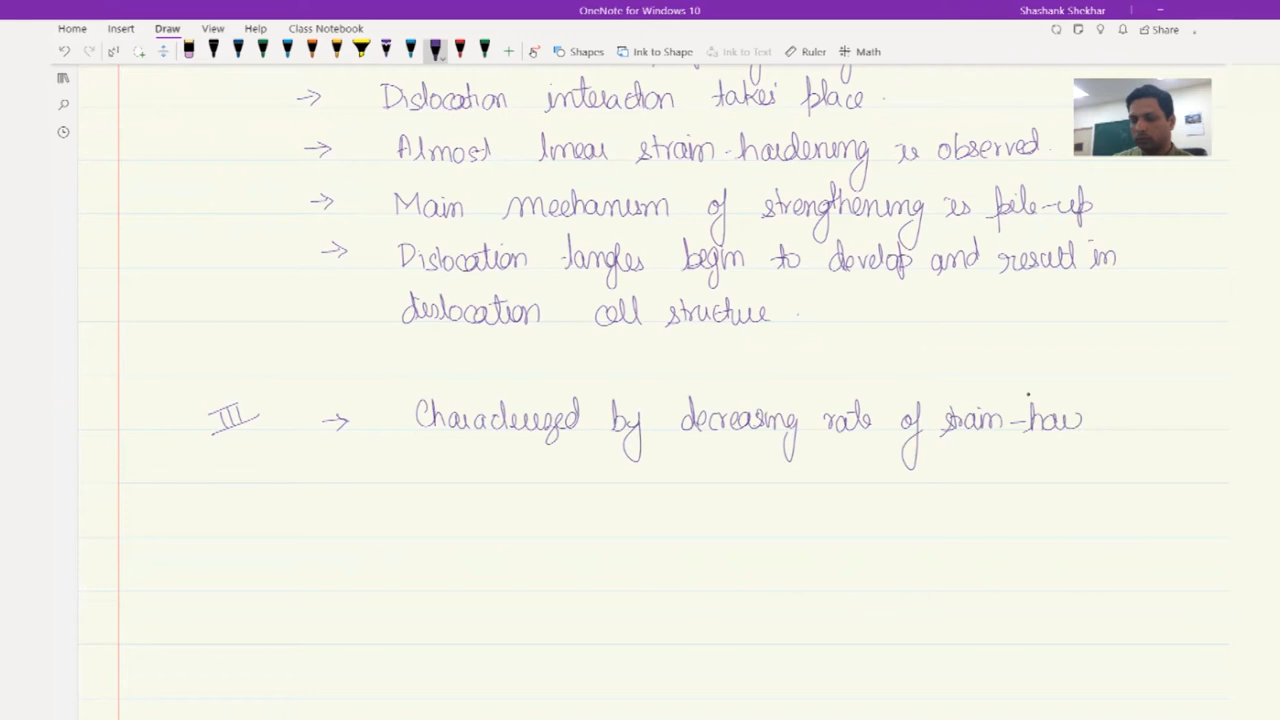 OneNote for Windows 10
Shashank Shekhar
Home Insert Draw View Help Class Notebook
Share
Shapes Ink to Shape Ink to Text Ruler Math
→ Dislocation interaction takes place.
→ Almost linear strain-hardening is observed.
→ Main mechanism of strengthening is pile-up
→ Dislocation tangles begin to develop and result in
dislocation cell structure.
III → Characterized by decreasing rate of strain-har